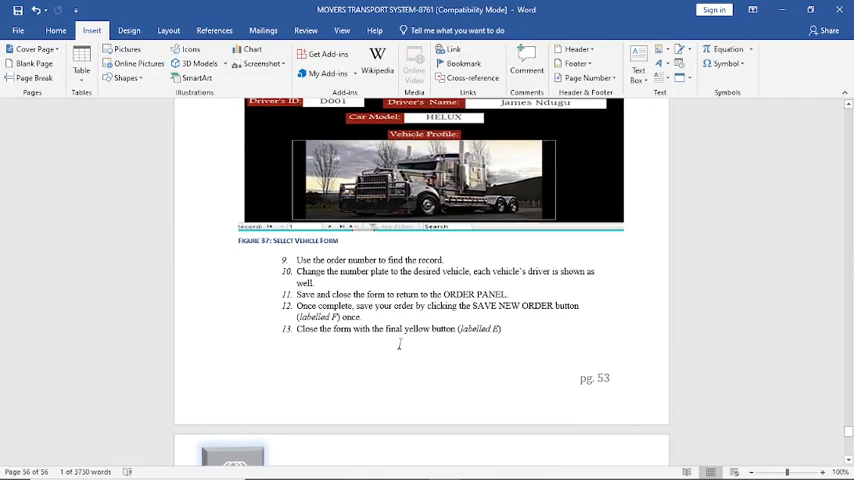 MOVERS TRANSPORT SYSTEM-8761 [Compatibility Mode] - Word
Sign in
File Home Insert Design Layout References Mailings Review View Help Tell me what you want to do Share
Cover Page Blank Page Page Break Pages
Table Tables
Pictures Online Pictures Shapes Icons 3D Models SmartArt Chart Screenshot Illustrations
Get Add-ins My Add-ins Wikipedia Add-ins
Online Video Media
Link Bookmark Cross-reference Links
Comment Comments
Header Footer Page Number Header & Footer
Text Box Text
Equation Symbol Symbols
Driver's ID: D001 Driver's Name: James Ndugu
Car Model: HELUX
Vehicle Profile:
Record: 1 No Filter Search
FIGURE 37: SELECT VEHICLE FORM
9. Use the order number to find the record.
10. Change the number plate to the desired vehicle, each vehicle's driver is shown as
well.
11. Save and close the form to return to the ORDER PANEL.
12. Once complete, save your order by clicking the SAVE NEW ORDER button
(labelled F) once.
13. Close the form with the final yellow button (labelled E)
pg. 53
Page 56 of 56 1 of 3730 words 100%